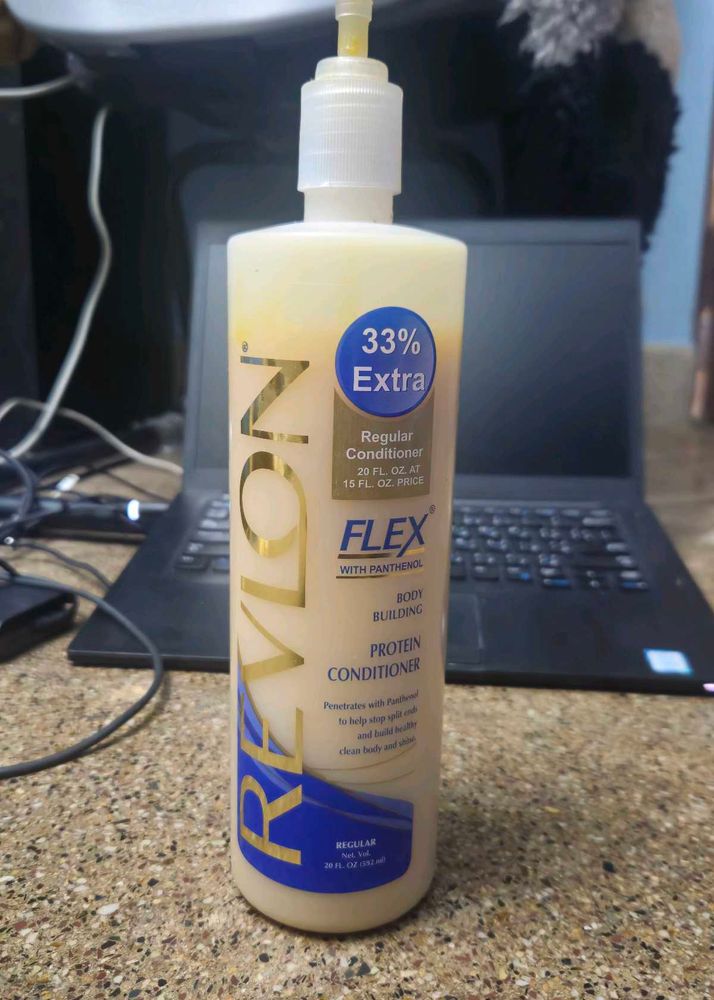 REVLON®
33%
Extra
Regular
Conditioner
20 FL. OZ. AT
15 FL. OZ. PRICE
FLEX®
WITH PANTHENOL
BODY
BUILDING
PROTEIN
CONDITIONER
Penetrates with Panthenol
to help stop split ends
and build healthy
clean body and shine.
REGULAR
Net. Vol.
20 FL. OZ (592 ml)